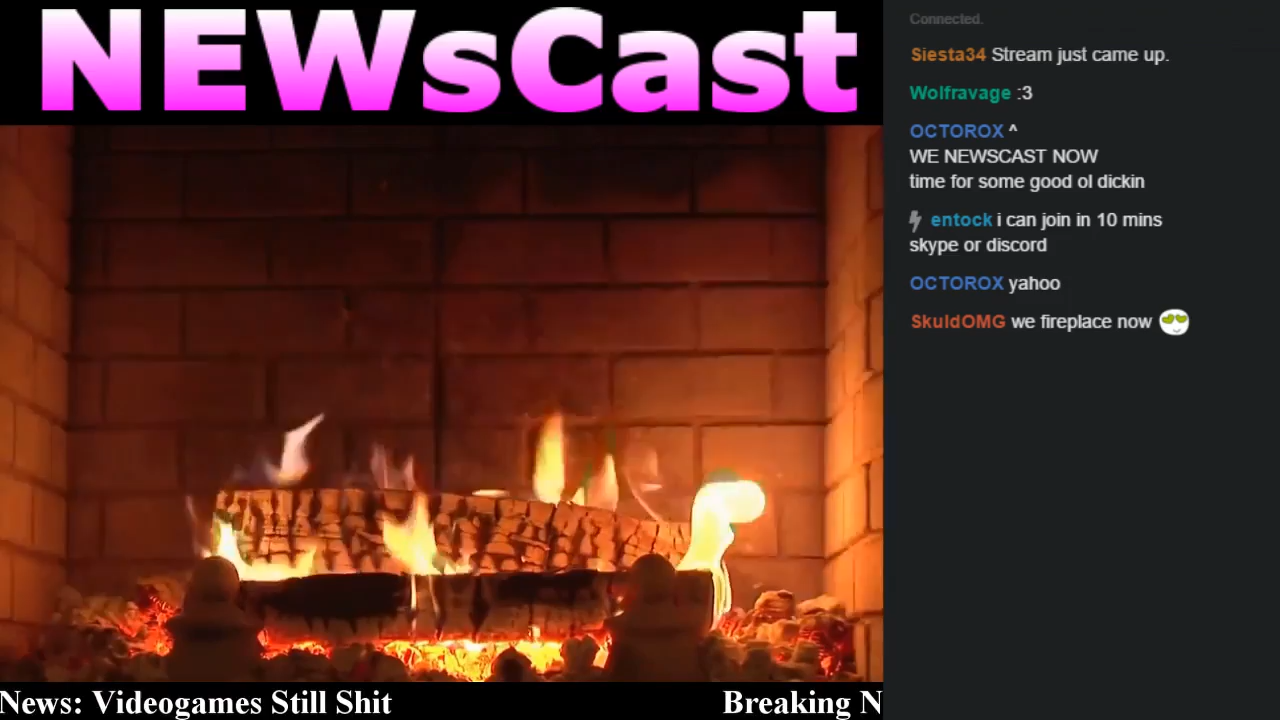 NEWsCast
Connected.
Siesta34 Stream just came up.
Wolfravage :3
OCTOROX ^
WE NEWSCAST NOW
time for some good ol dickin
entock i can join in 10 mins
skype or discord
OCTOROX yahoo
SkuldOMG we fireplace now
News: Videogames Still Shit
Breaking N